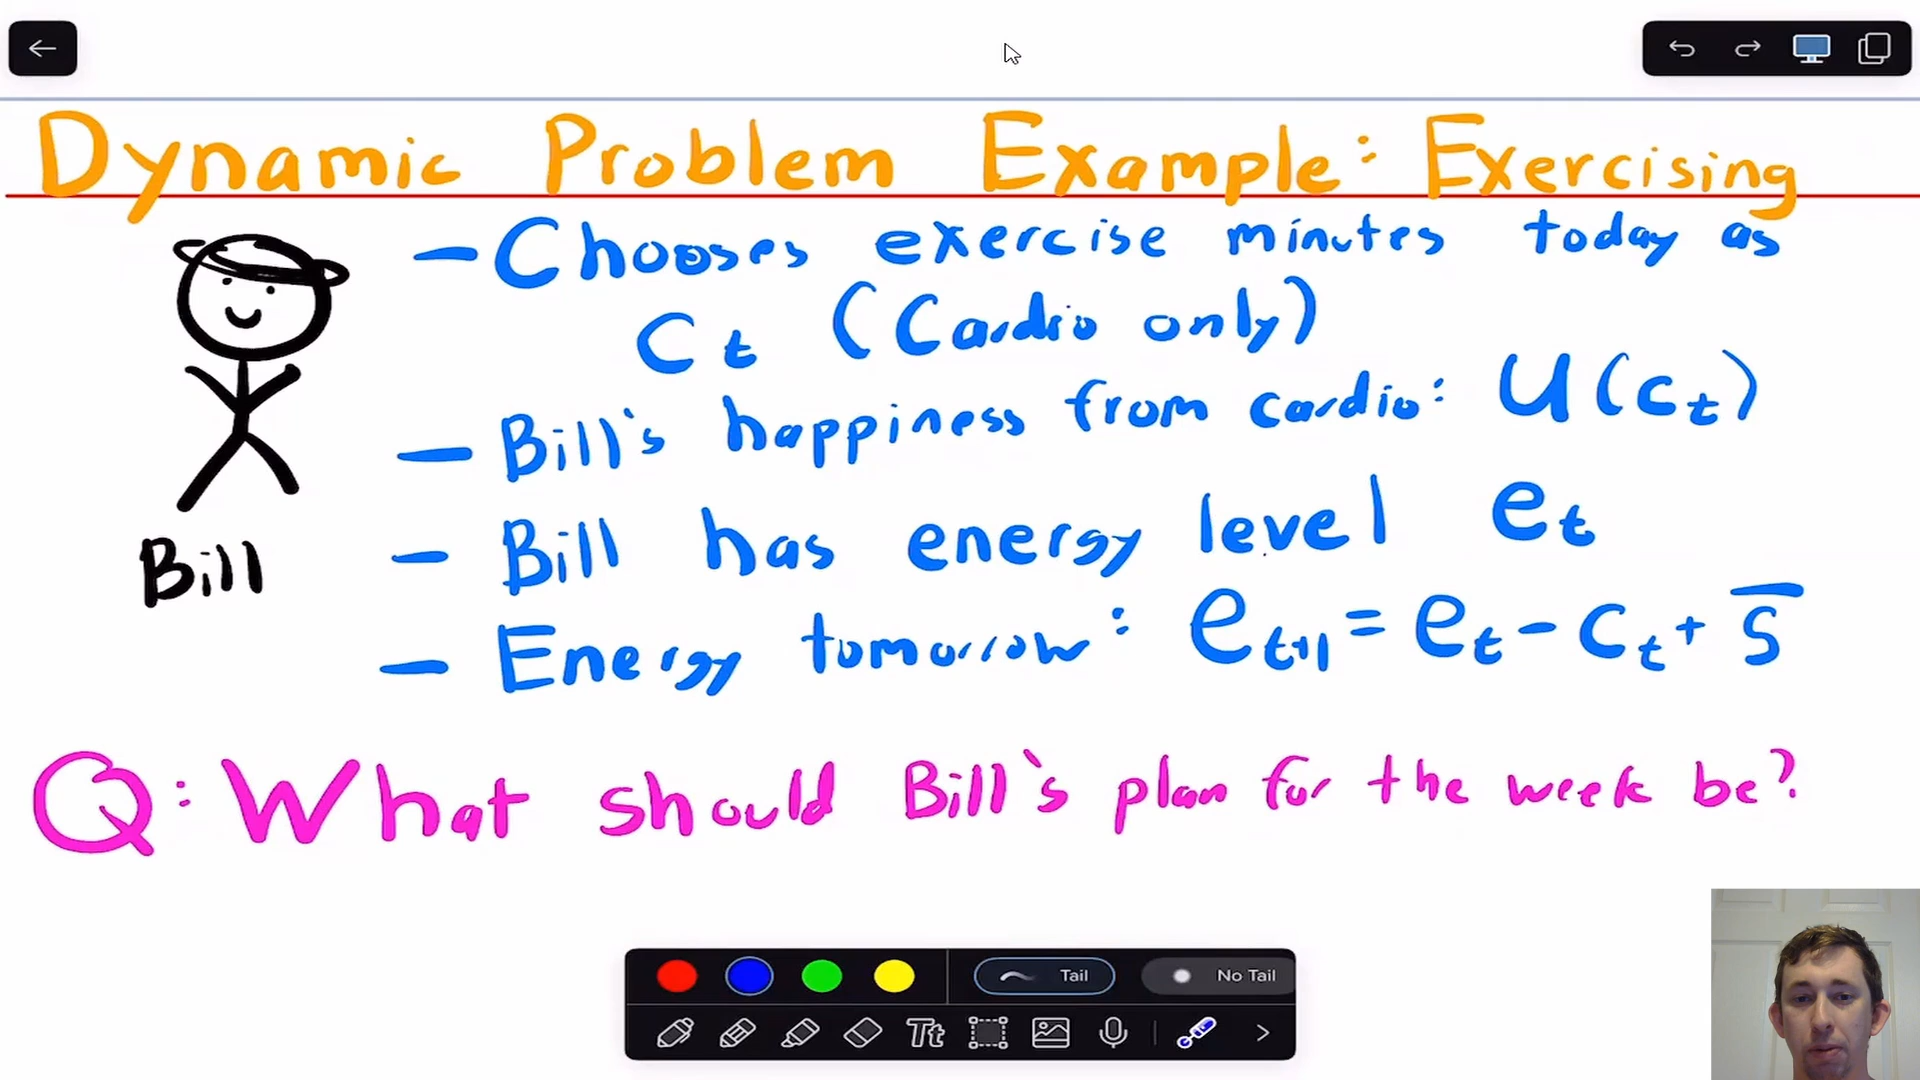 Dynamic Problem Example: Exercising
- Chooses exercise minutes today as
Ct (Cardio only)
- Bill's happiness from cardio: U(Ct)
- Bill has energy level et
- Energy tomorrow: et+1 = et - Ct + s̅
Bill
Q: What should Bill's plan for the week be?
Tail No Tail
Tt